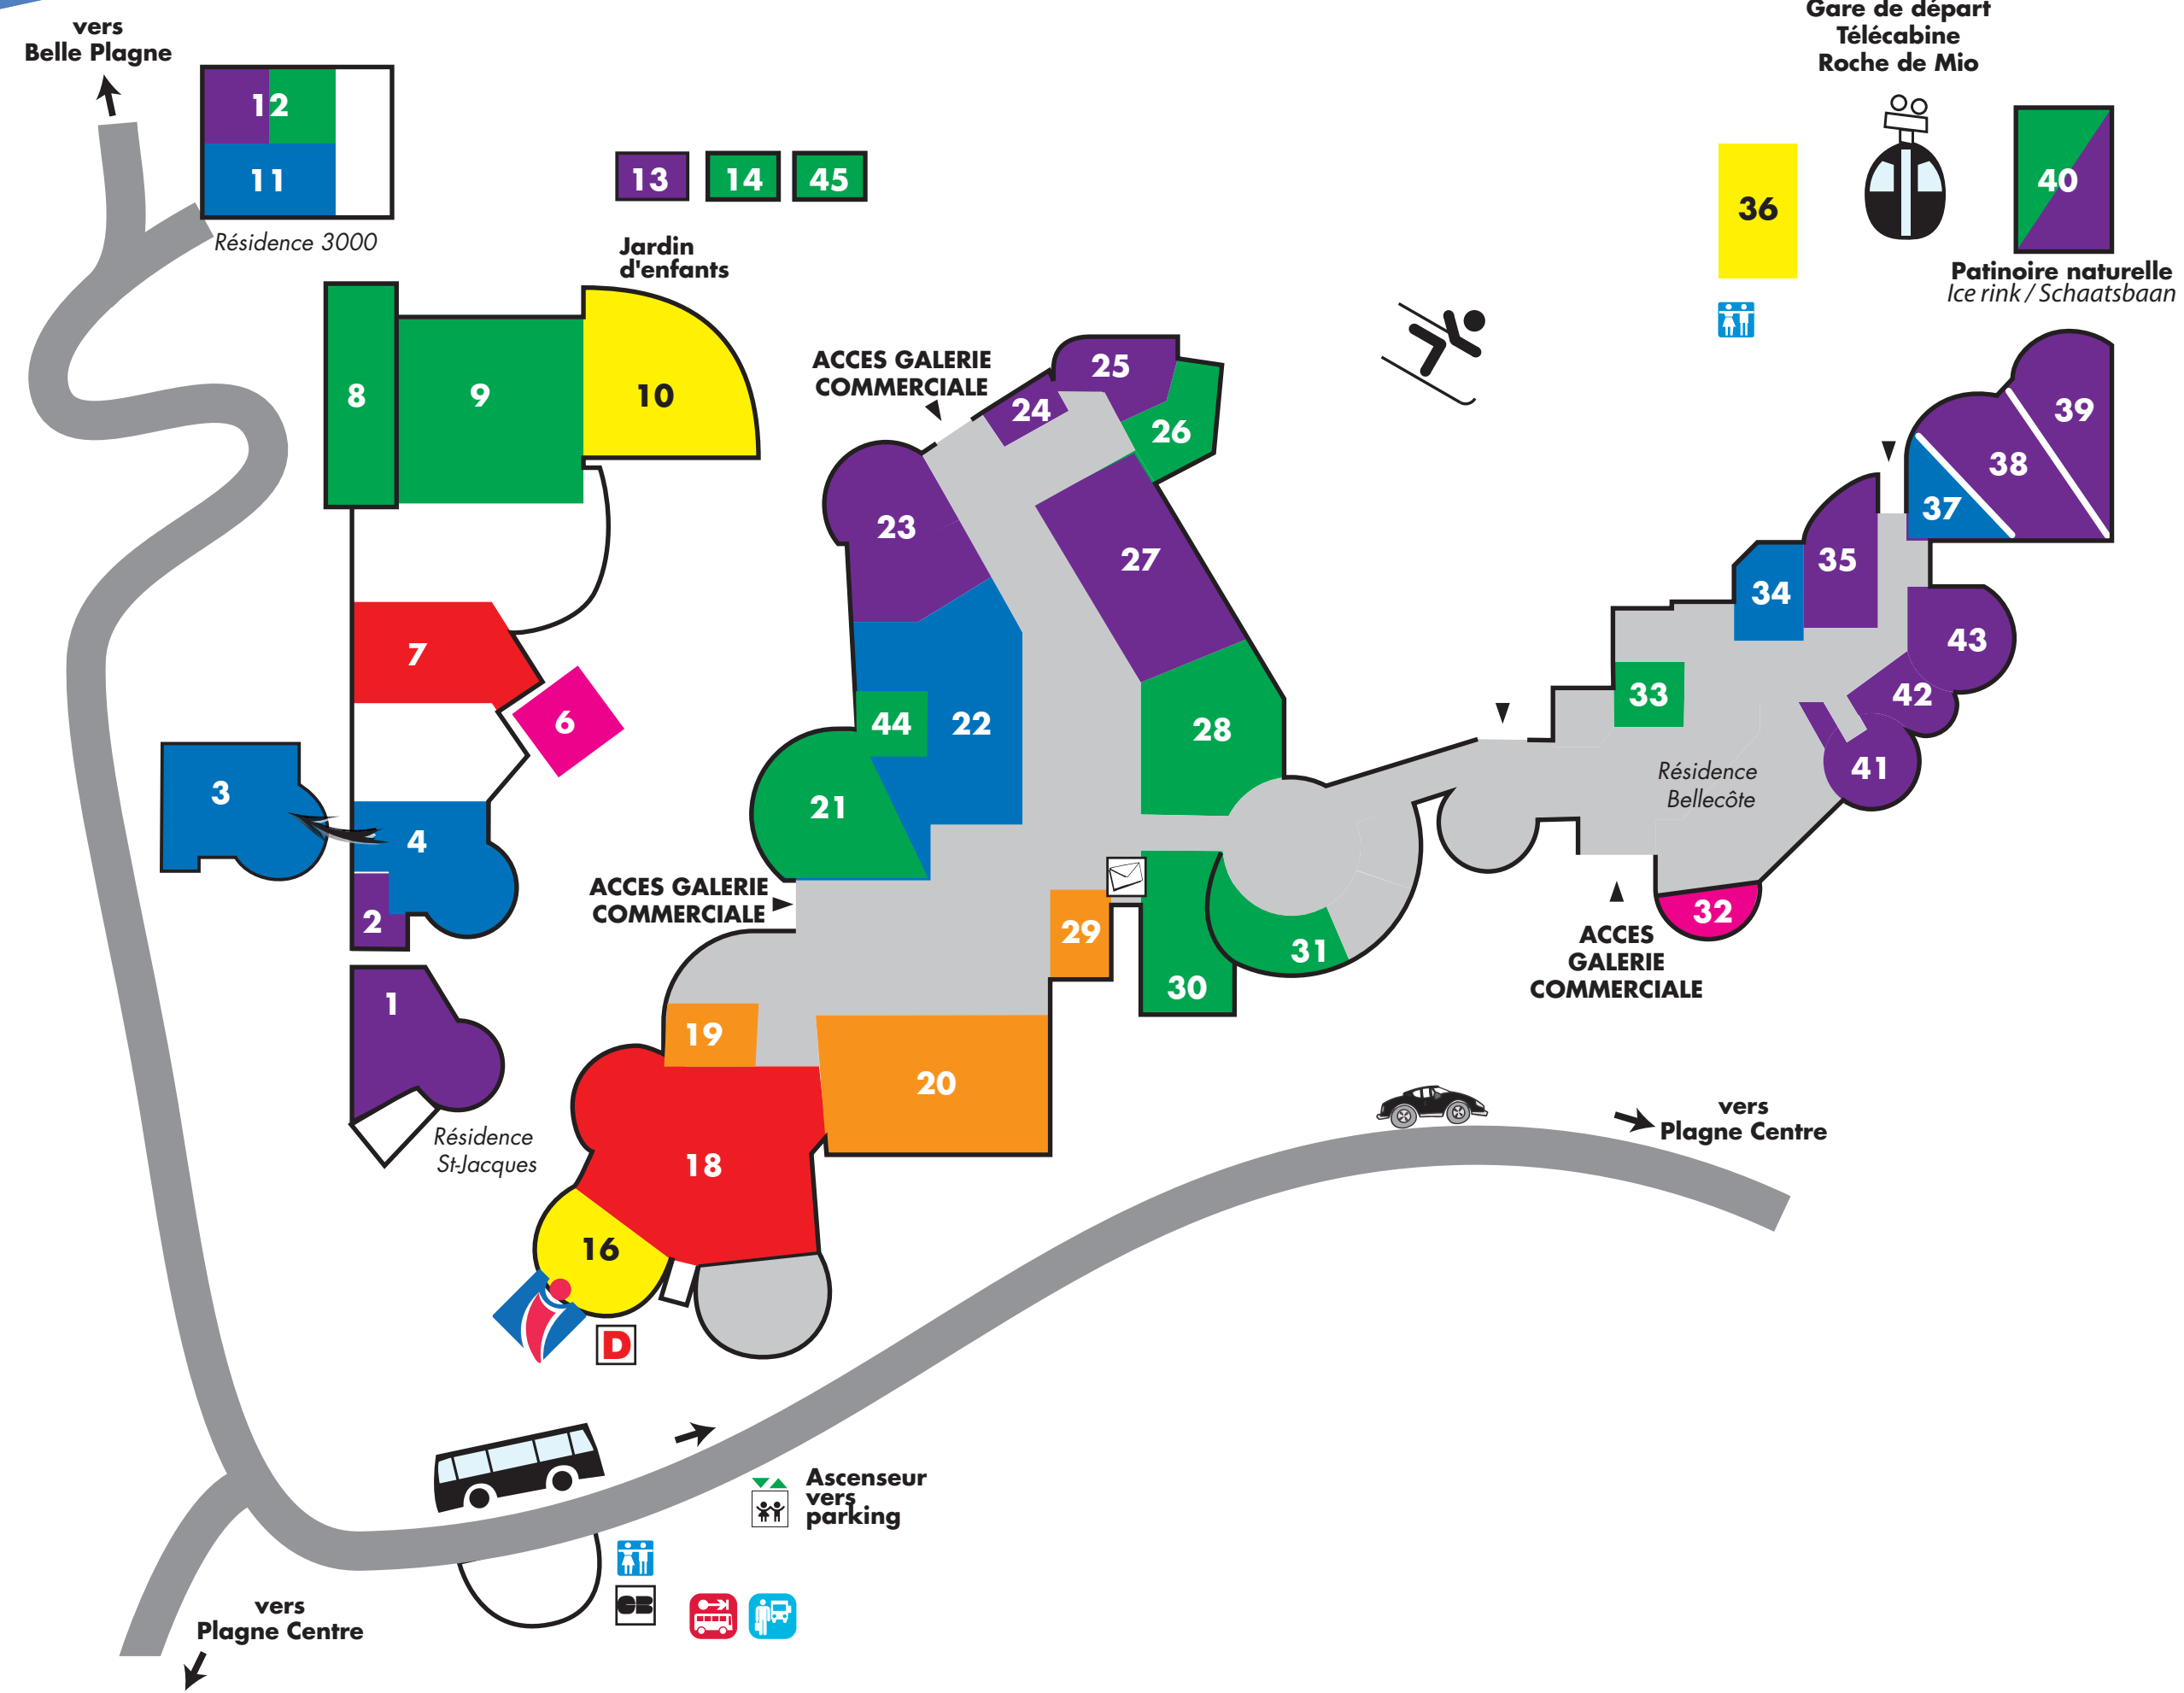 vers
Belle Plagne
12
11
Résidence 3000
13
14
45
Jardin
d'enfants
8
9
10
7
6
3
4
2
1
Résidence
St-Jacques
ACCES GALERIE
COMMERCIALE
25
24
26
23
27
22
44
21
28
ACCES GALERIE
COMMERCIALE
29
30
31
19
20
18
16
D
Gare de départ
Télécabine
Roche de Mio
36
40
Patinoire naturelle
Ice rink / Schaatsbaan
39
38
37
35
34
43
33
42
41
Résidence
Bellecôte
32
ACCES
GALERIE
COMMERCIALE
vers
Plagne Centre
Ascenseur
vers
parking
CB
vers
Plagne Centre